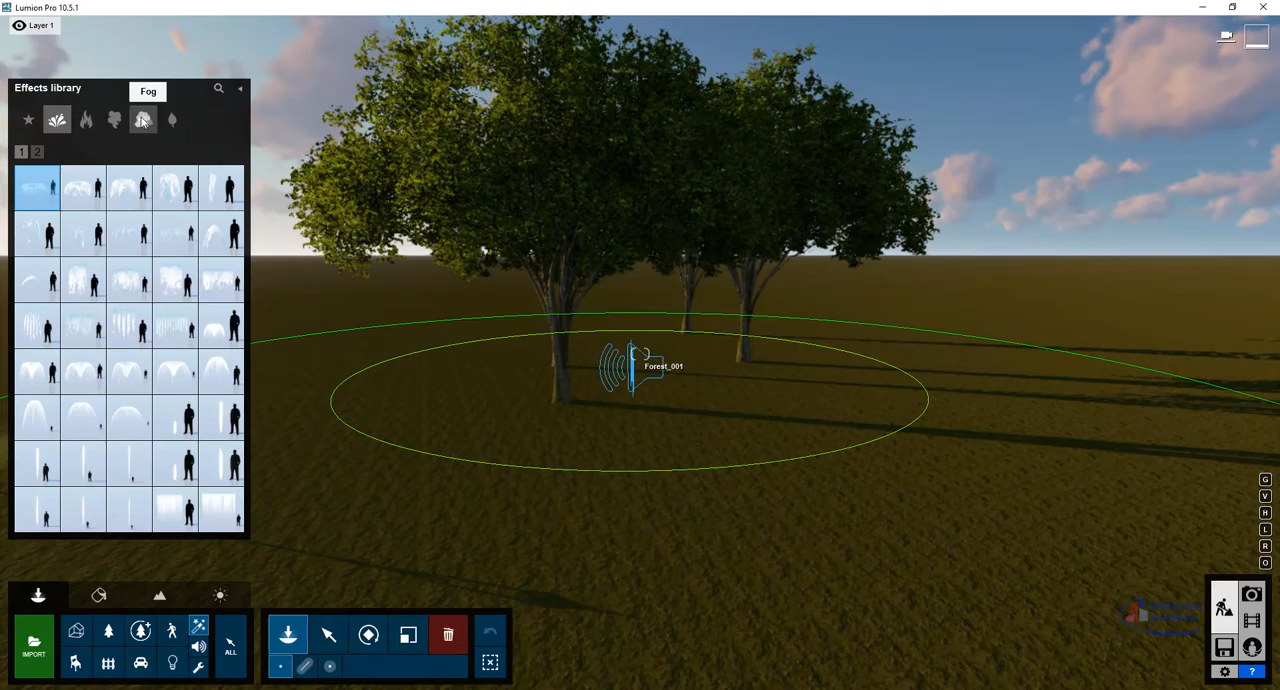 Lumion Pro 10.5.1
Layer 1
Effects library
Fog
1 2
Forest_001
G
V
H
L
R
O
IMPORT
ALL
?